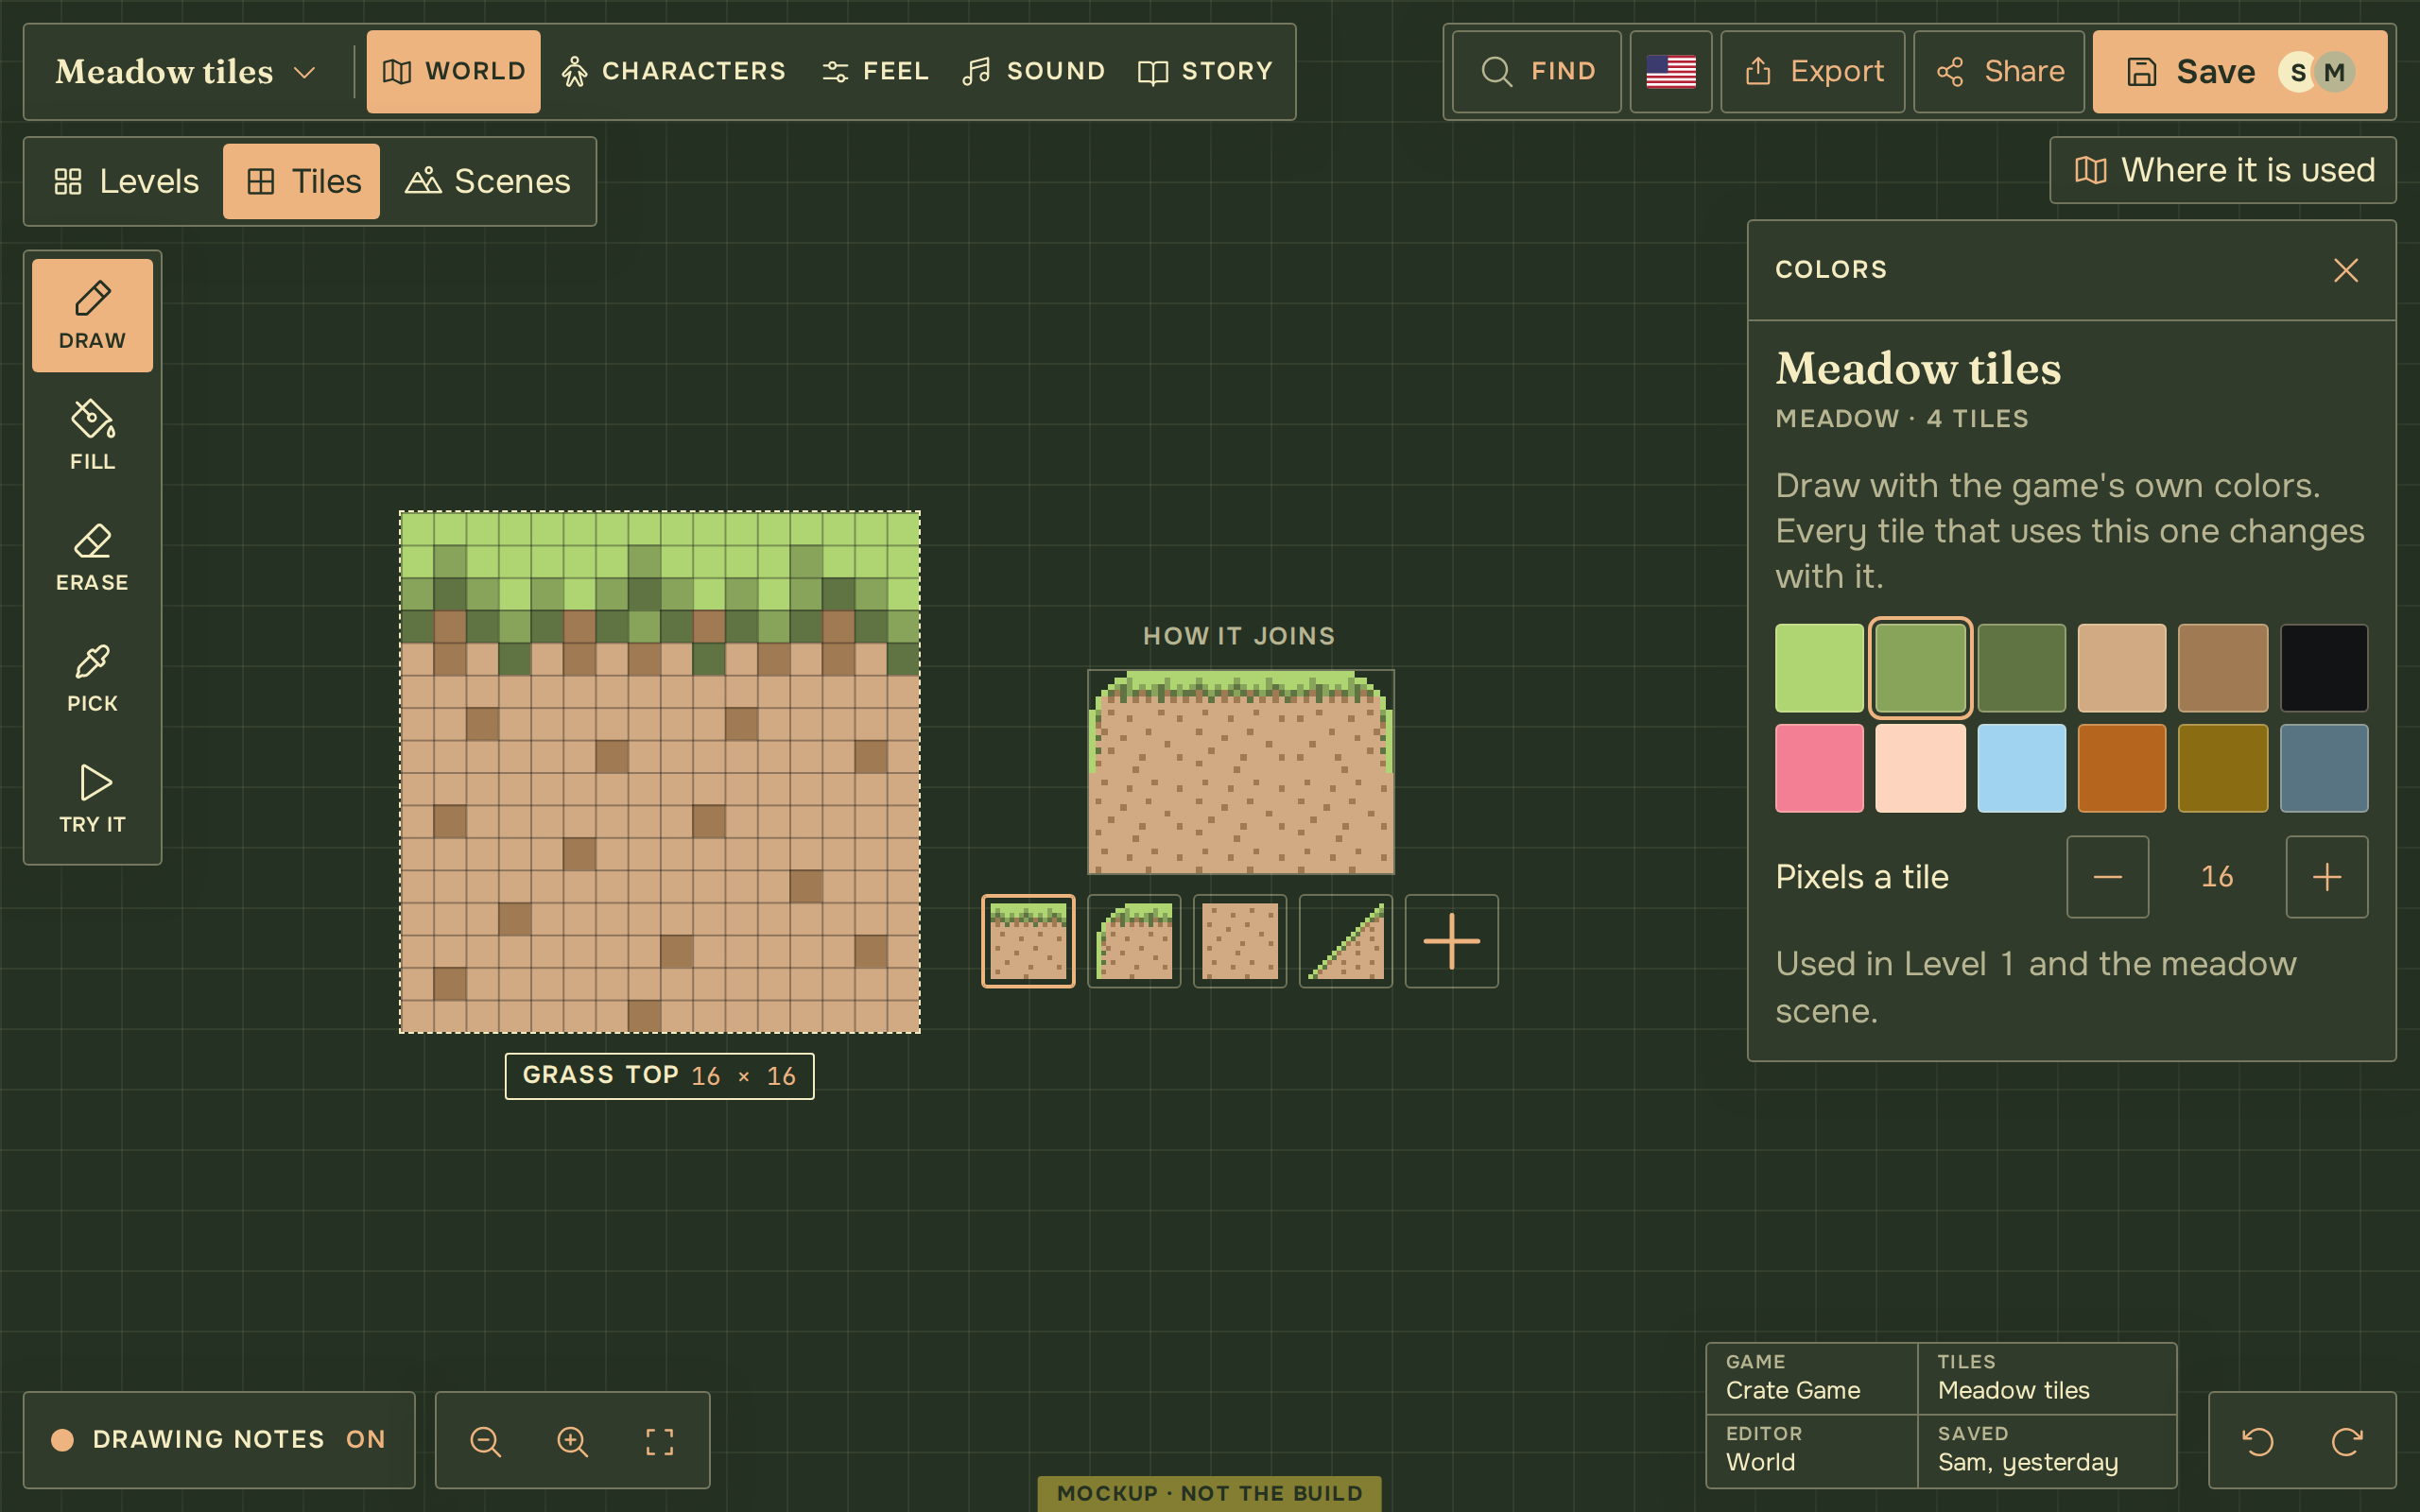 Meadow tiles
WORLD
CHARACTERS
FEEL
SOUND
STORY
FIND
Export
Share
Save
S
M
Levels
Tiles
Scenes
Where it is used
DRAW
FILL
ERASE
PICK
TRY IT
COLORS
Meadow tiles
MEADOW · 4 TILES
Draw with the game's own colors.
Every tile that uses this one changes
with it.
Pixels a tile
16
Used in Level 1 and the meadow
scene.
HOW IT JOINS
GRASS TOP 16 × 16
DRAWING NOTES ON
GAME
Crate Game
TILES
Meadow tiles
EDITOR
World
SAVED
Sam, yesterday
MOCKUP · NOT THE BUILD